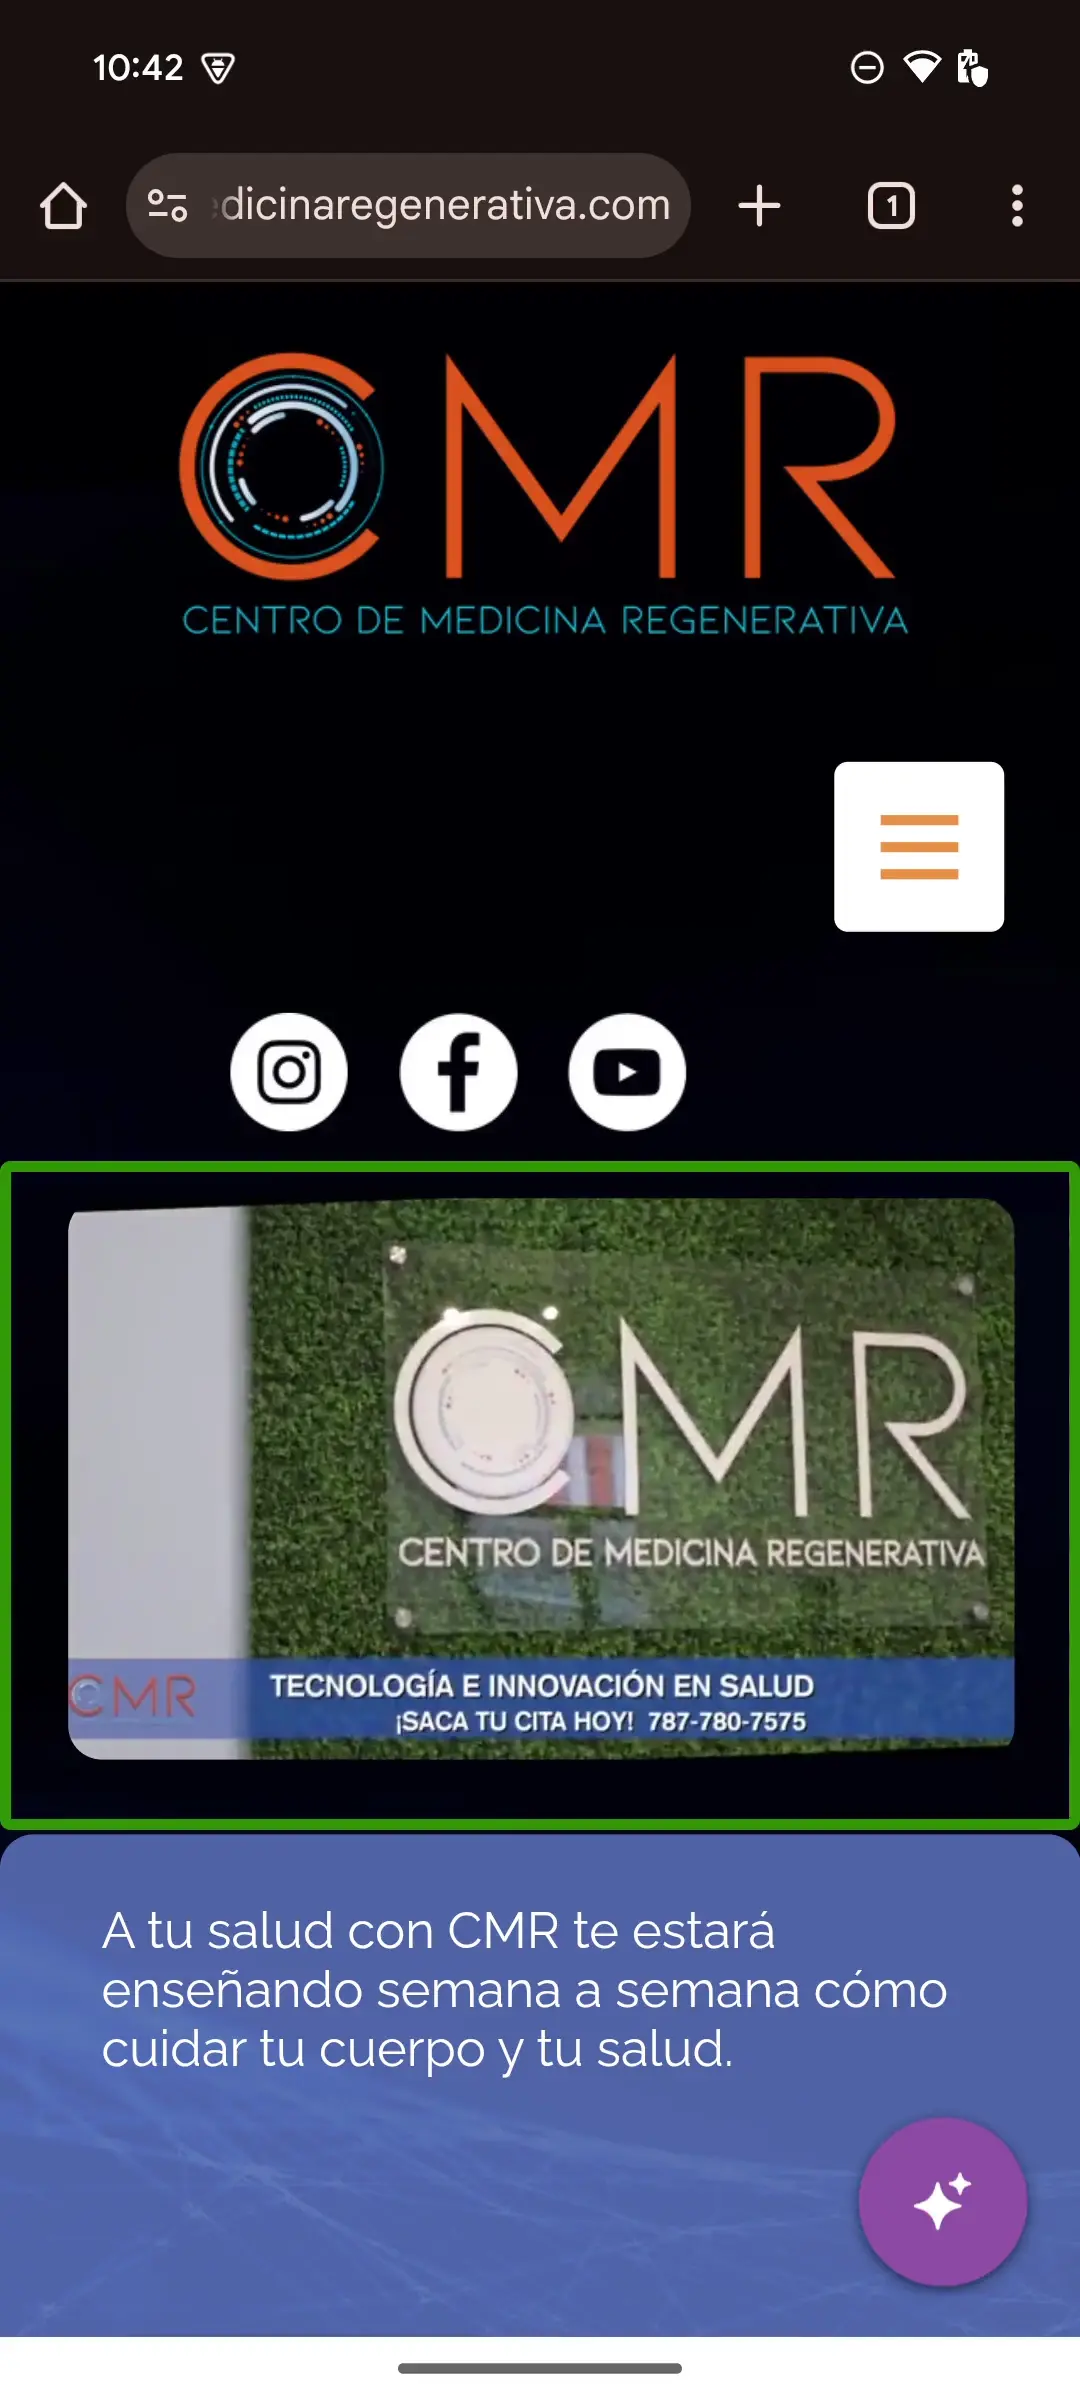 10:42
edicinaregenerativa.com
1
CMR
CENTRO DE MEDICINA REGENERATIVA
CMR
CENTRO DE MEDICINA REGENERATIVA
CMR
TECNOLOGÍA E INNOVACIÓN EN SALUD
¡SACA TU CITA HOY! 787-780-7575
A tu salud con CMR te estará
enseñando semana a semana cómo
cuidar tu cuerpo y tu salud.